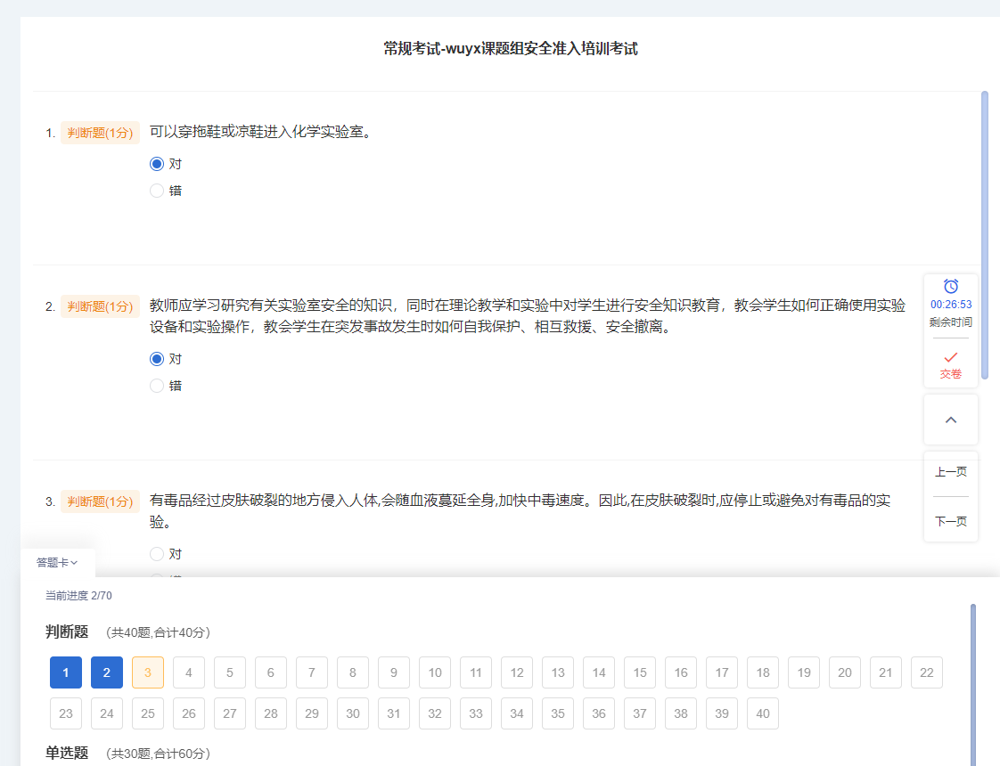 常规考试-wuyx课题组安全准入培训考试
1. 判断题(1分) 可以穿拖鞋或凉鞋进入化学实验室。
对
错
2. 判断题(1分) 教师应学习研究有关实验室安全的知识，同时在理论教学和实验中对学生进行安全知识教育，教会学生如何正确使用实验
设备和实验操作，教会学生在突发事故发生时如何自我保护、相互救援、安全撤离。
对
错
00:26:53
剩余时间
交卷
上一页
下一页
3. 判断题(1分) 有毒品经过皮肤破裂的地方侵入人体,会随血液蔓延全身,加快中毒速度。因此,在皮肤破裂时,应停止或避免对有毒品的实
验。
对
答题卡
当前进度 2/70
判断题 （共40题,合计40分）
1 2 3 4 5 6 7 8 9 10 11 12 13 14 15 16 17 18 19 20 21 22
23 24 25 26 27 28 29 30 31 32 33 34 35 36 37 38 39 40
单选题 （共30题,合计60分）